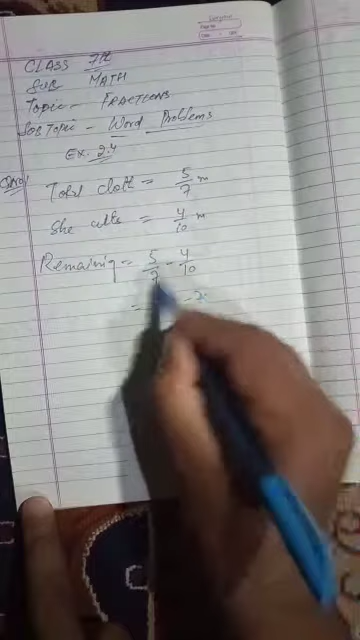 CLASS 7th
Sub MATH
Topic - FRACTIONS
Sub Topic - Word Problems
Ex. 2.4
Total cloth = 5/7 m
She cuts = 4/10 m
Remaining = 5/7 - 4/10
=